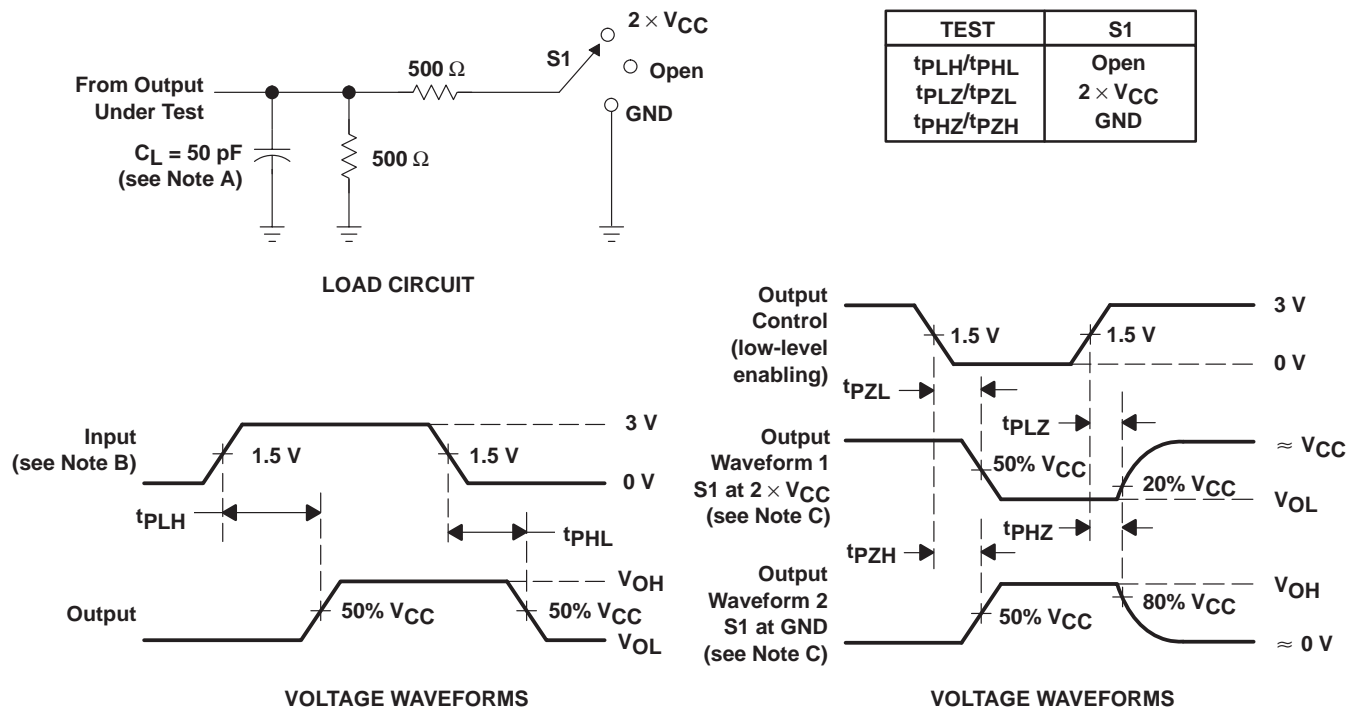 2 × VCC
S1
500 Ω
Open
From Output
Under Test
GND
CL = 50 pF
(see Note A)
500 Ω
LOAD CIRCUIT
TEST S1
tPLH/tPHL Open
tPLZ/tPZL 2 × VCC
tPHZ/tPZH GND
Input
(see Note B)
1.5 V
1.5 V
3 V
0 V
tPLH
tPHL
Output
50% VCC
50% VCC
VOH
VOL
VOLTAGE WAVEFORMS
Output
Control
(low-level
enabling)
1.5 V
1.5 V
3 V
0 V
tPZL
tPLZ
Output
Waveform 1
S1 at 2 × VCC
(see Note C)
50% VCC
20% VCC
≈ VCC
VOL
tPHZ
tPZH
Output
Waveform 2
S1 at GND
(see Note C)
50% VCC
80% VCC
VOH
≈ 0 V
VOLTAGE WAVEFORMS